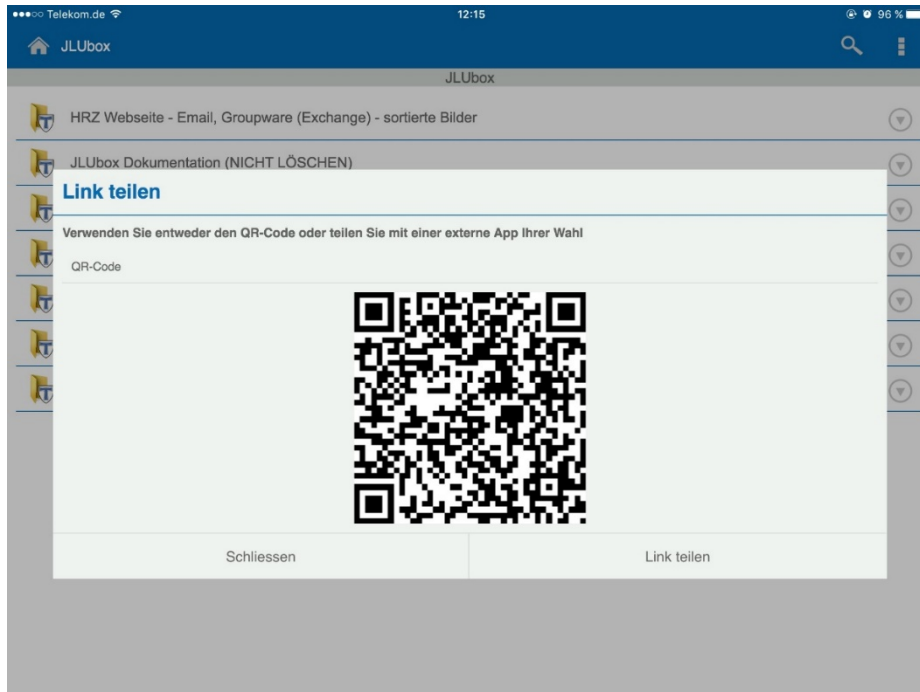 Telekom.de
12:15
96 %
JLUbox
JLUbox
HRZ Webseite - Email, Groupware (Exchange) - sortierte Bilder
JLUbox Dokumentation (NICHT LÖSCHEN)
Link teilen
Verwenden Sie entweder den QR-Code oder teilen Sie mit einer externe App Ihrer Wahl
QR-Code
Schliessen
Link teilen